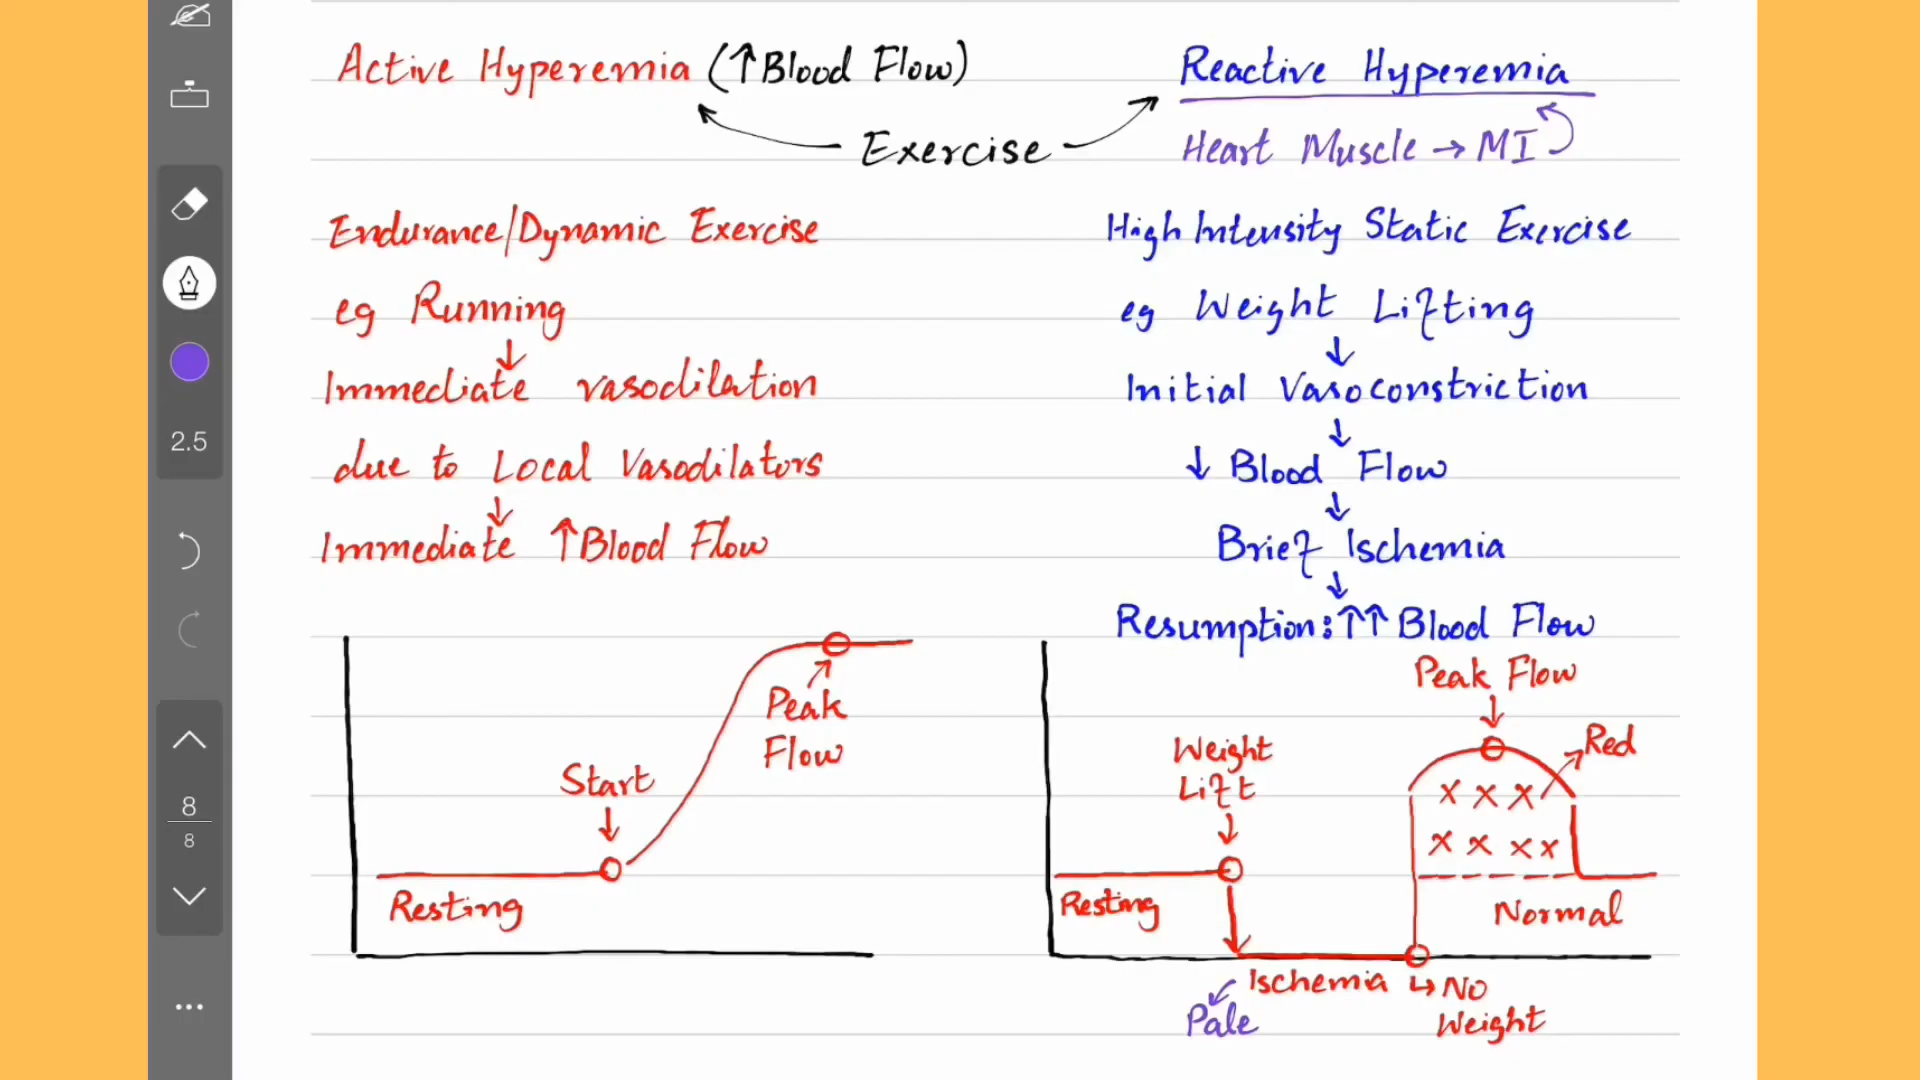 Active Hyperemia (↑Blood Flow)
Reactive Hyperemia
Exercise
Heart Muscle → MI
Endurance/Dynamic Exercise
eg Running
↓
Immediate vasodilation
due to Local Vasodilators
↓
Immediate ↑Blood Flow
High Intensity Static Exercise
eg Weight Lifting
↓
Initial Vasoconstriction
↓
↓ Blood Flow
↓
Brief Ischemia
↓
Resumption: ↑↑ Blood Flow
Start
Peak
Flow
Resting
Peak Flow
Weight
Lift
Red
x x x
x x x x
Resting
Normal
Ischemia
↳ No
Weight
Pale
2.5
8
8